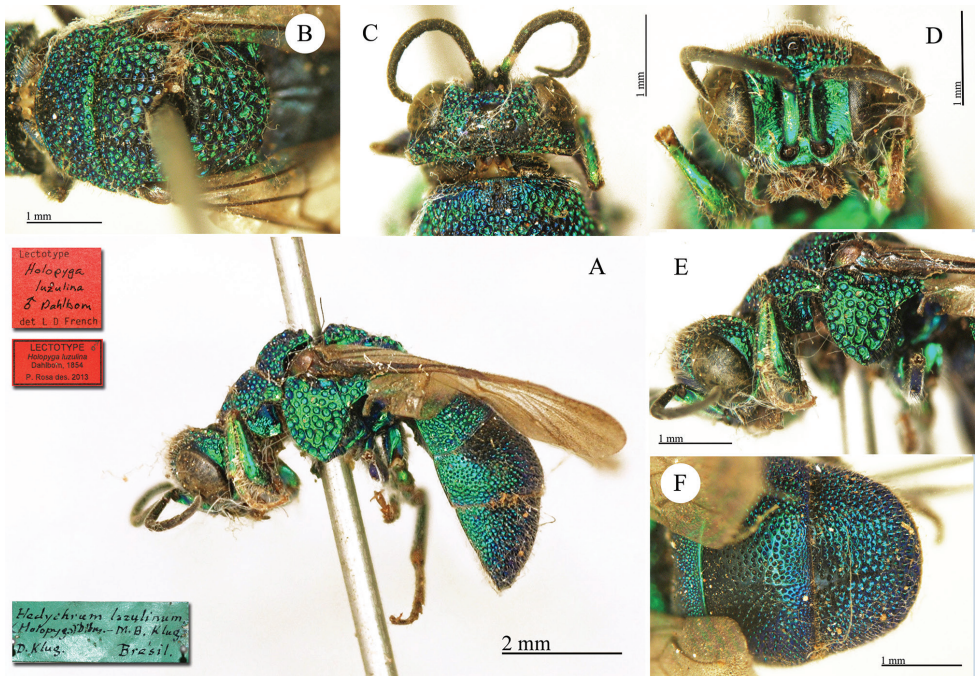 B
1 mm
C
1 mm
D
1 mm
Lectotype
Holopyga
luzulina
♂ Dahlbom
det L D French
LECTOTYPE ♂
Holopyga luzulina
Dahlbom, 1854
P. Rosa des. 2013
A
2 mm
E
1 mm
F
1 mm
Hedychrum lazulinum.
Holopyga Dlbm. — M. B. Klug.
D. Klug. Brasil.